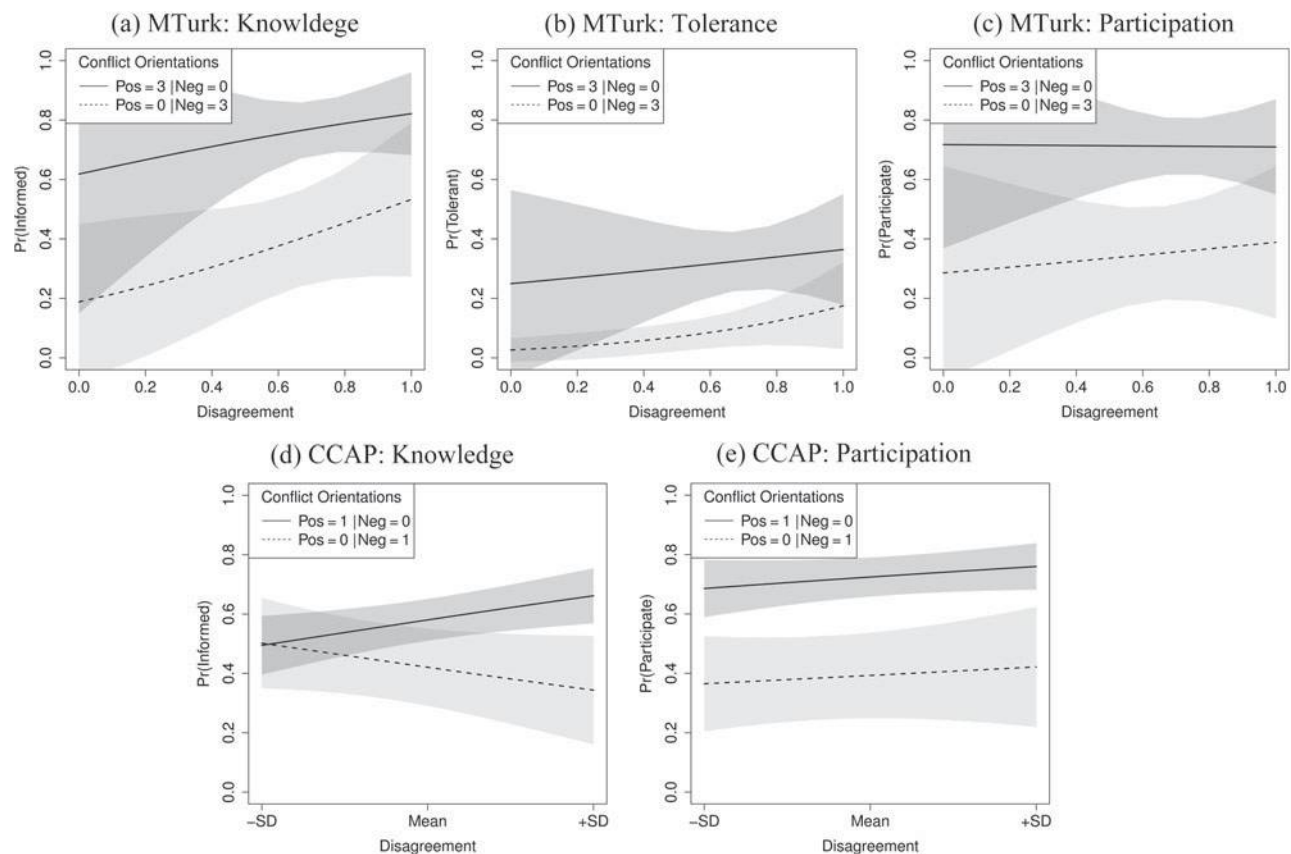 (a) MTurk: Knowldege
Conflict Orientations
Pos = 3 |Neg = 0
Pos = 0 |Neg = 3
Pr(Informed)
0.0 0.2 0.4 0.6 0.8 1.0
0.0 0.2 0.4 0.6 0.8 1.0
Disagreement
(b) MTurk: Tolerance
Conflict Orientations
Pos = 3 |Neg = 0
Pos = 0 |Neg = 3
Pr(Tolerant)
0.0 0.2 0.4 0.6 0.8 1.0
0.0 0.2 0.4 0.6 0.8 1.0
Disagreement
(c) MTurk: Participation
Conflict Orientations
Pos = 3 |Neg = 0
Pos = 0 |Neg = 3
Pr(Participate)
0.0 0.2 0.4 0.6 0.8 1.0
0.0 0.2 0.4 0.6 0.8 1.0
Disagreement
(d) CCAP: Knowledge
Conflict Orientations
Pos = 1 |Neg = 0
Pos = 0 |Neg = 1
Pr(Informed)
0.0 0.2 0.4 0.6 0.8 1.0
−SD Mean +SD
Disagreement
(e) CCAP: Participation
Conflict Orientations
Pos = 1 |Neg = 0
Pos = 0 |Neg = 1
Pr(Participate)
0.0 0.2 0.4 0.6 0.8 1.0
−SD Mean +SD
Disagreement